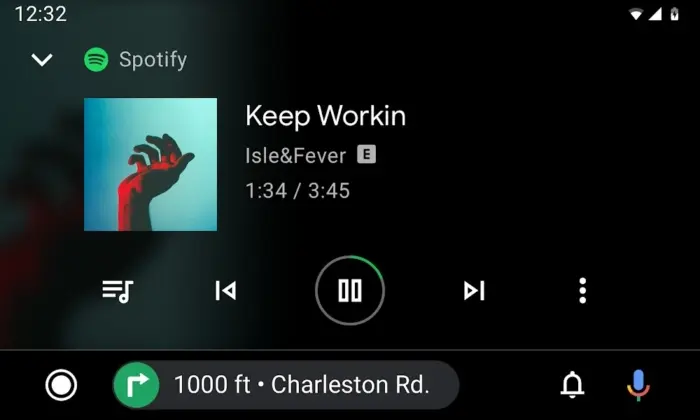 12:32
Spotify
Keep Workin
Isle&Fever E
1:34 / 3:45
1000 ft • Charleston Rd.